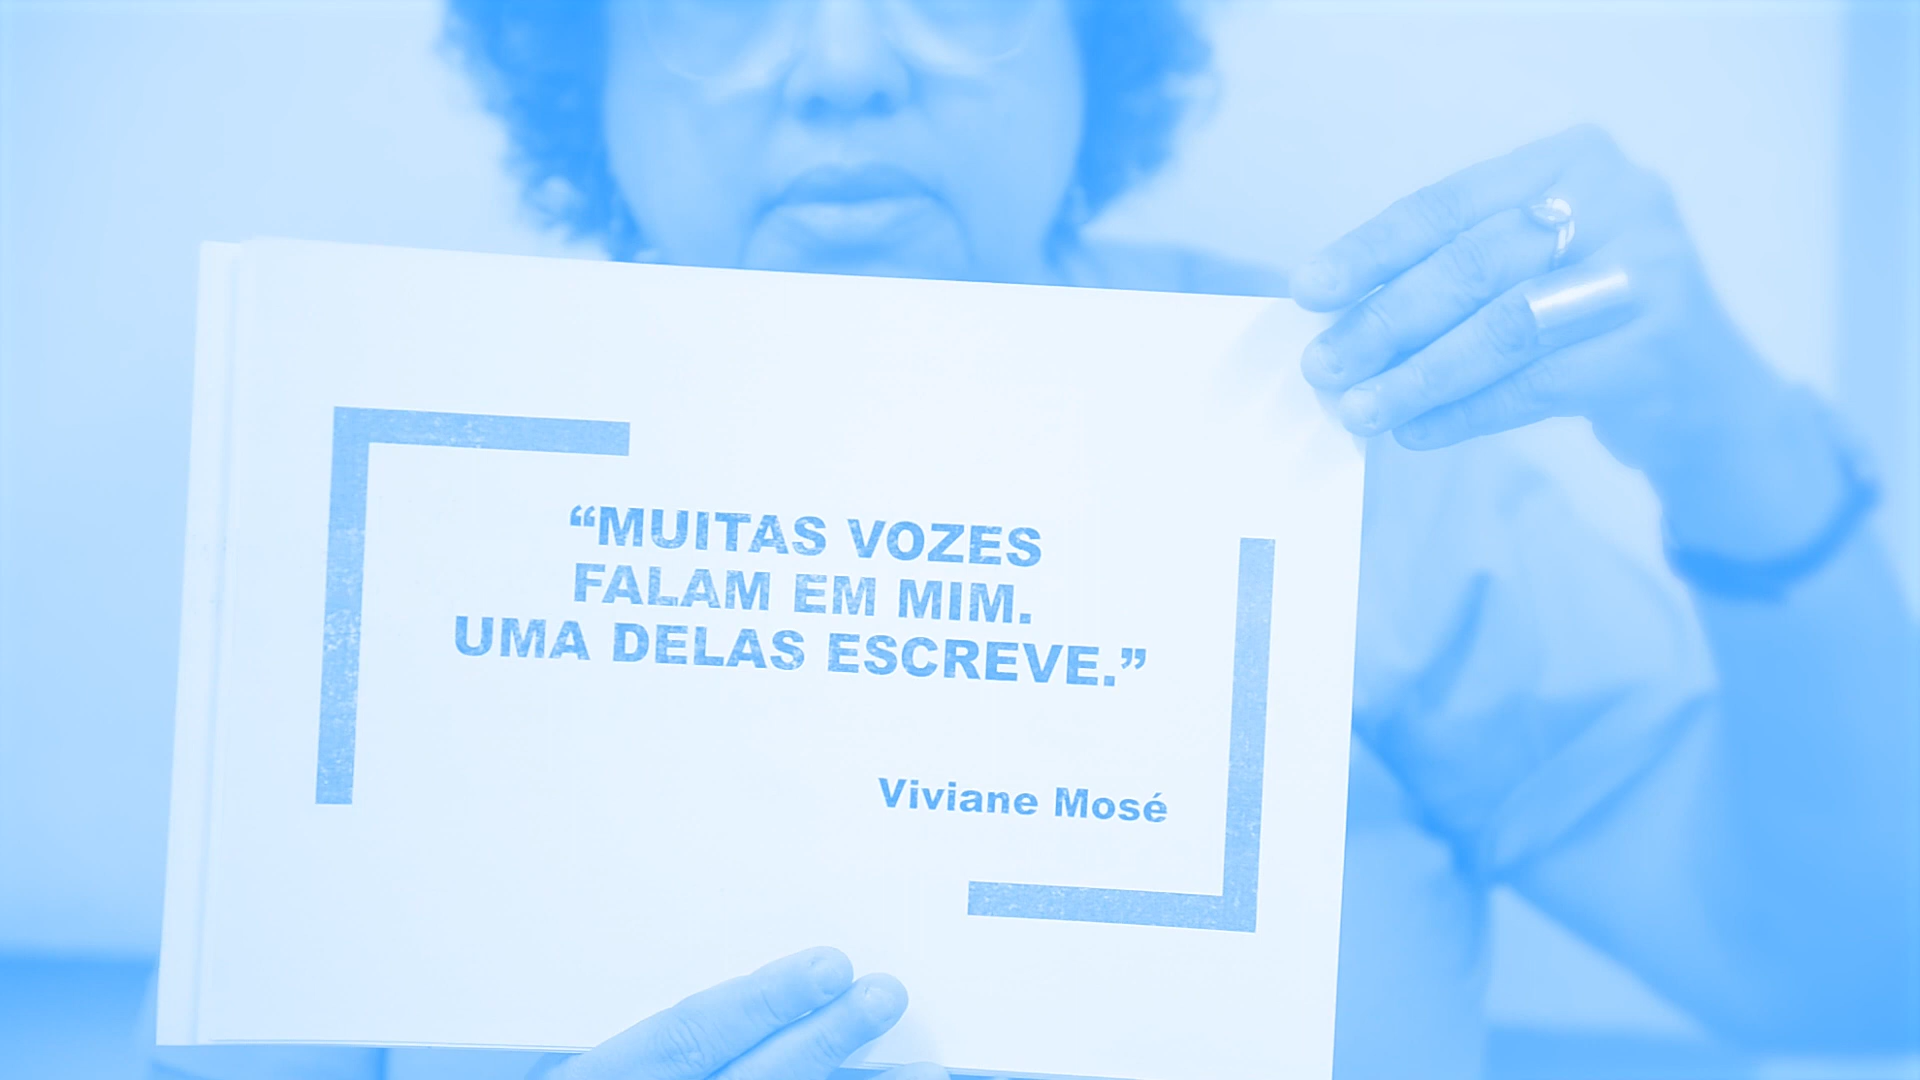 “MUITAS VOZES
FALAM EM MIM.
UMA DELAS ESCREVE.”
Viviane Mosé